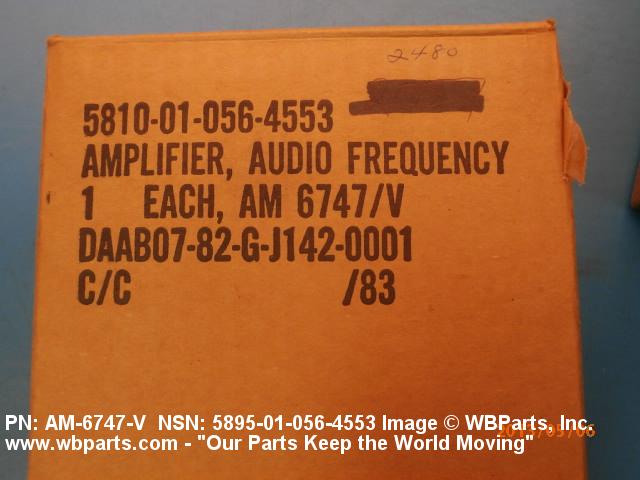 2480
5810-01-056-4553
AMPLIFIER, AUDIO FREQUENCY
1 EACH, AM 6747/V
DAAB07-82-G-J142-0001
C/C /83
PN: AM-6747-V NSN: 5895-01-056-4553 Image © WBParts, Inc.
www.wbparts.com - "Our Parts Keep the World Moving"